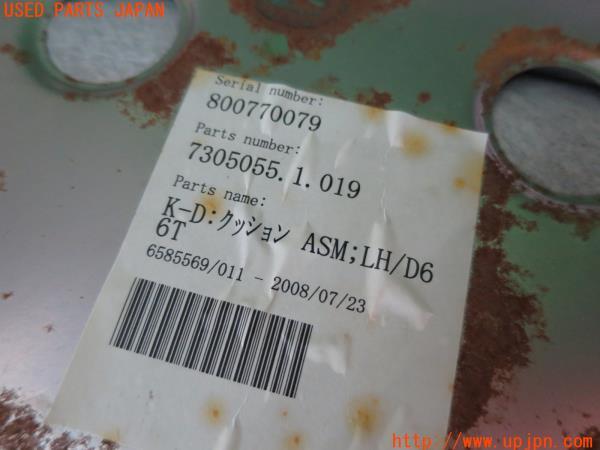 USED PARTS JAPAN
Serial number:
800770079
Parts number:
7305055.1.019
Parts name:
K-D:クッション ASM;LH/D6
6T
6585569/011 - 2008/07/23
http://www.upjpn.com